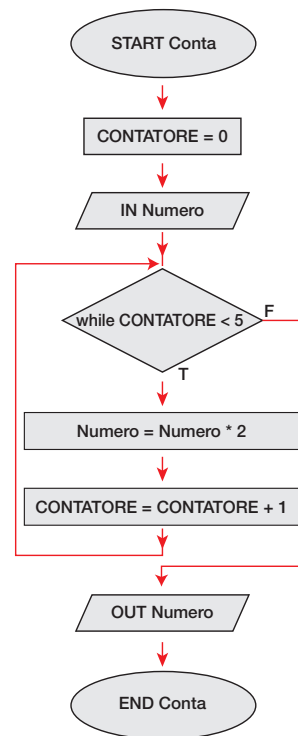 START Conta
CONTATORE = 0
IN Numero
while CONTATORE < 5
F
T
Numero = Numero * 2
CONTATORE = CONTATORE + 1
OUT Numero
END Conta